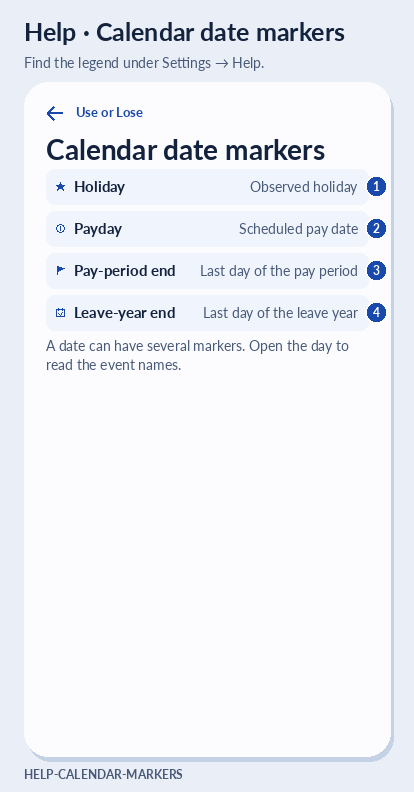 Help · Calendar date markers
Find the legend under Settings → Help.
← Use or Lose
Calendar date markers
Holiday Observed holiday 1
Payday Scheduled pay date 2
Pay-period end Last day of the pay period 3
Leave-year end Last day of the leave year 4
A date can have several markers. Open the day to
read the event names.
HELP-CALENDAR-MARKERS